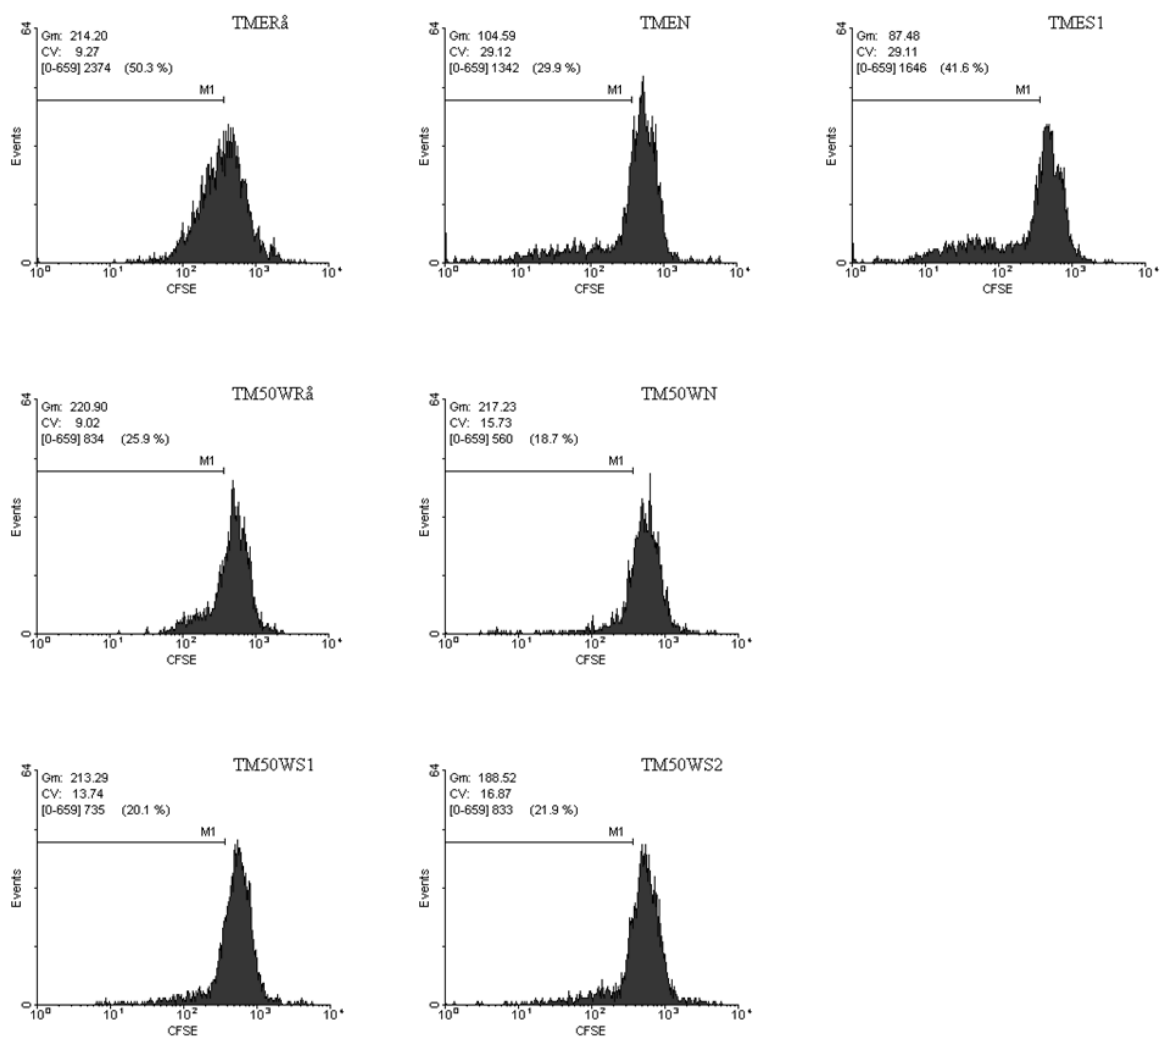 TMERå
64
Gm: 214.20
CV: 9.27
[0-659] 2374 (50.3 %)
M1
Events
0
10⁰ 10¹ 10² 10³ 10⁴
CFSE
TMEN
64
Gm: 104.59
CV: 29.12
[0-659] 1342 (29.9 %)
M1
Events
0
10⁰ 10¹ 10² 10³ 10⁴
CFSE
TMES1
64
Gm: 87.48
CV: 29.11
[0-659] 1646 (41.6 %)
M1
Events
0
10⁰ 10¹ 10² 10³ 10⁴
CFSE
TM50WRå
64
Gm: 220.90
CV: 9.02
[0-659] 834 (25.9 %)
M1
Events
0
10⁰ 10¹ 10² 10³ 10⁴
CFSE
TM50WN
64
Gm: 217.23
CV: 15.73
[0-659] 560 (18.7 %)
M1
Events
0
10⁰ 10¹ 10² 10³ 10⁴
CFSE
TM50WS1
64
Gm: 213.29
CV: 13.74
[0-659] 735 (20.1 %)
M1
Events
0
10⁰ 10¹ 10² 10³ 10⁴
CFSE
TM50WS2
64
Gm: 188.52
CV: 16.87
[0-659] 833 (21.9 %)
M1
Events
0
10⁰ 10¹ 10² 10³ 10⁴
CFSE